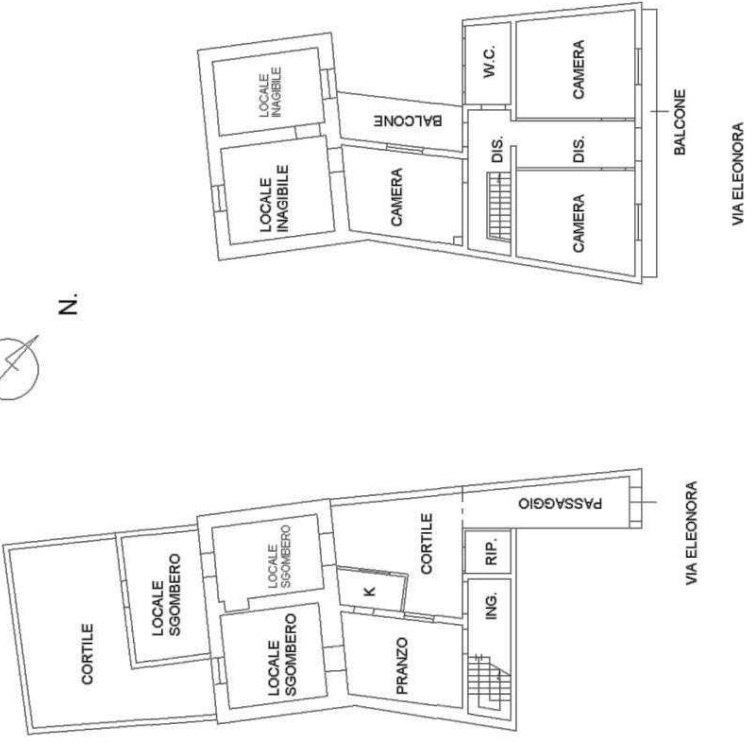 N.
CORTILE
LOCALE
SGOMBERO
LOCALE
SGOMBERO
LOCALE
SGOMBERO
K
PRANZO
CORTILE
RIP.
ING.
PASSAGGIO
VIA ELEONORA
LOCALE
INAGIBILE
LOCALE
INAGIBILE
BALCONE
CAMERA
W.C.
DIS.
CAMERA
DIS.
CAMERA
BALCONE
VIA ELEONORA